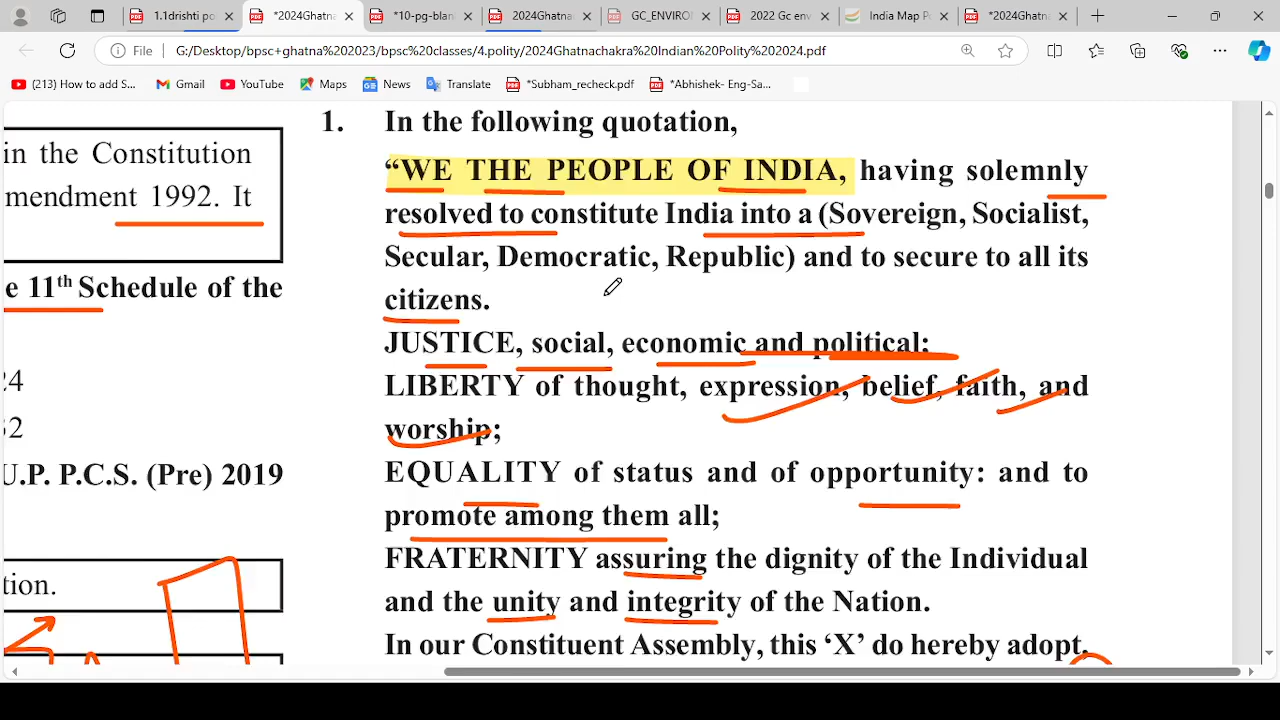 1.1drishti po
*2024Ghatna
*10-pg-blan
2024Ghatna
GC_ENVIRO
2022 Gc env
India Map P
*2024Ghatn
File
G:/Desktop/bpsc+ghatna%202023/bpsc%20classes/4.polity/2024Ghatnachakra%20Indian%20Polity%202024.pdf
(213) How to add S...
Gmail
YouTube
Maps
News
Translate
*Subham_recheck.pdf
*Abhishek- Eng-Sa...
in the Constitution
mendment 1992. It
e 11th Schedule of the
24
U.P. P.C.S. (Pre) 2019
tion.
1. In the following quotation,
“WE THE PEOPLE OF INDIA, having solemnly
resolved to constitute India into a (Sovereign, Socialist,
Secular, Democratic, Republic) and to secure to all its
citizens.
JUSTICE, social, economic and political;
LIBERTY of thought, expression, belief, faith, and
worship;
EQUALITY of status and of opportunity: and to
promote among them all;
FRATERNITY assuring the dignity of the Individual
and the unity and integrity of the Nation.
In our Constituent Assembly, this ‘X’ do hereby adopt,